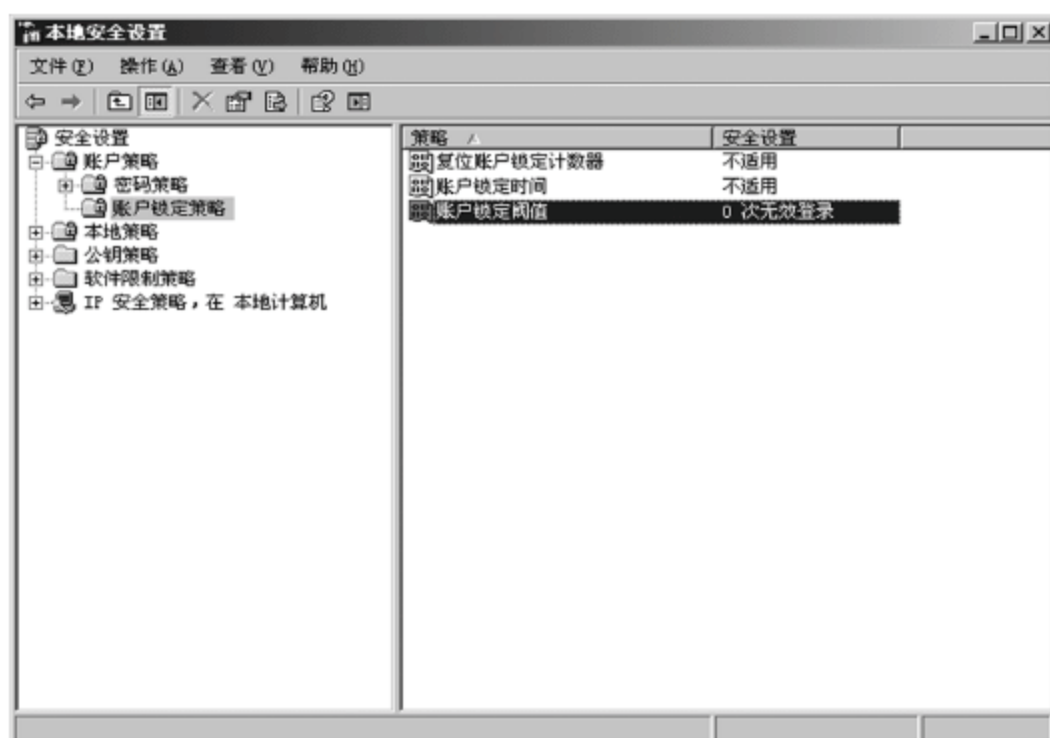 本地安全设置
文件(F) 操作(A) 查看(V) 帮助(H)
安全设置
账户策略
密码策略
账户锁定策略
本地策略
公钥策略
软件限制策略
IP 安全策略，在 本地计算机
策略 安全设置
复位账户锁定计数器 不适用
账户锁定时间 不适用
账户锁定阈值 0 次无效登录